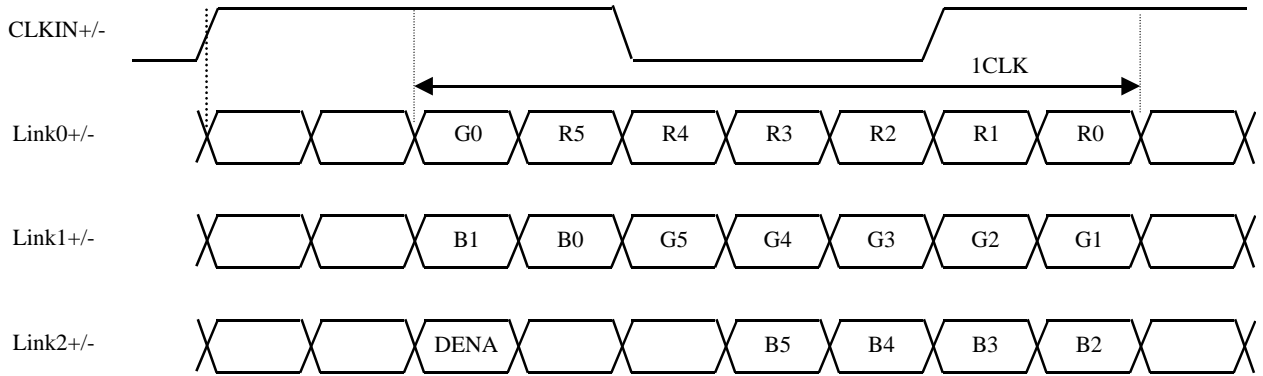 CLKIN+/-
1CLK
Link0+/- G0 R5 R4 R3 R2 R1 R0
Link1+/- B1 B0 G5 G4 G3 G2 G1
Link2+/- DENA B5 B4 B3 B2